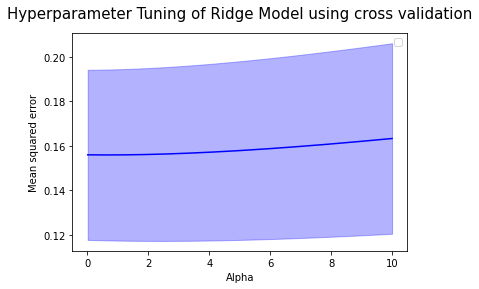 Hyperparameter Tuning of Ridge Model using cross validation
0.20
0.18
0.16
0.14
0.12
Mean squared error
0 2 4 6 8 10
Alpha